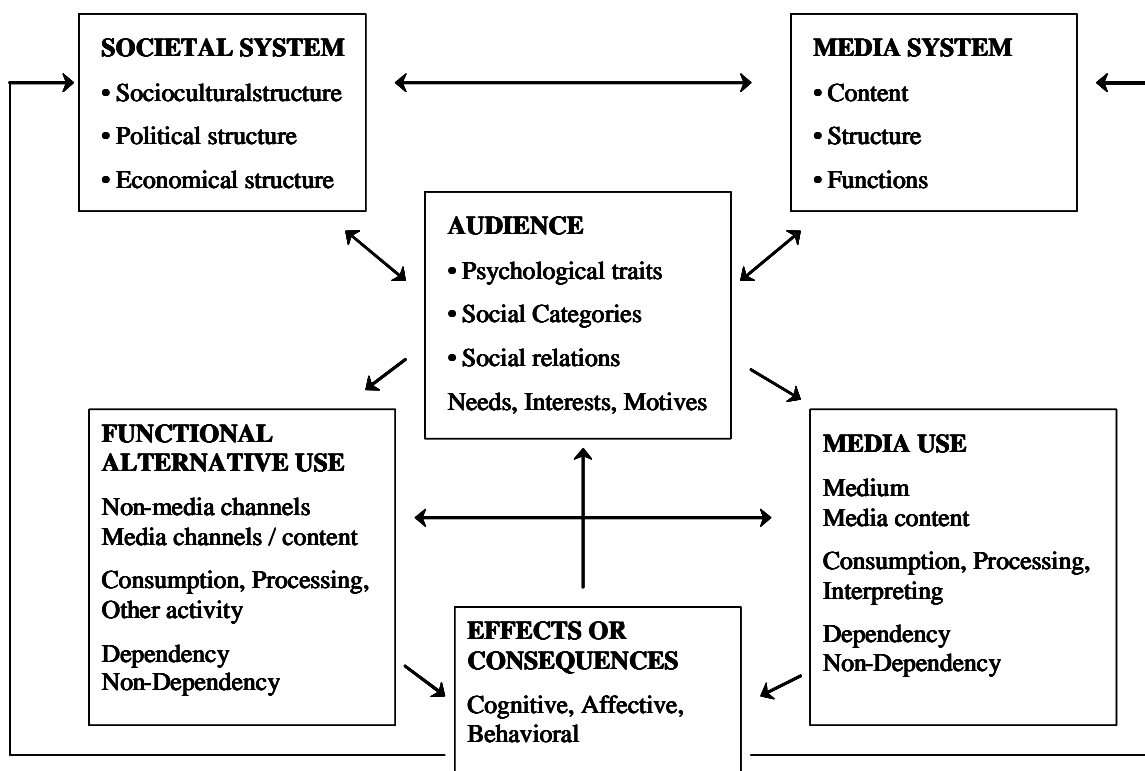 SOCIETAL SYSTEM
• Socioculturalstructure
• Political structure
• Economical structure
MEDIA SYSTEM
• Content
• Structure
• Functions
AUDIENCE
• Psychological traits
• Social Categories
• Social relations
Needs, Interests, Motives
FUNCTIONAL
ALTERNATIVE USE
Non-media channels
Media channels / content
Consumption, Processing,
Other activity
Dependency
Non-Dependency
MEDIA USE
Medium
Media content
Consumption, Processing,
Interpreting
Dependency
Non-Dependency
EFFECTS OR
CONSEQUENCES
Cognitive, Affective,
Behavioral